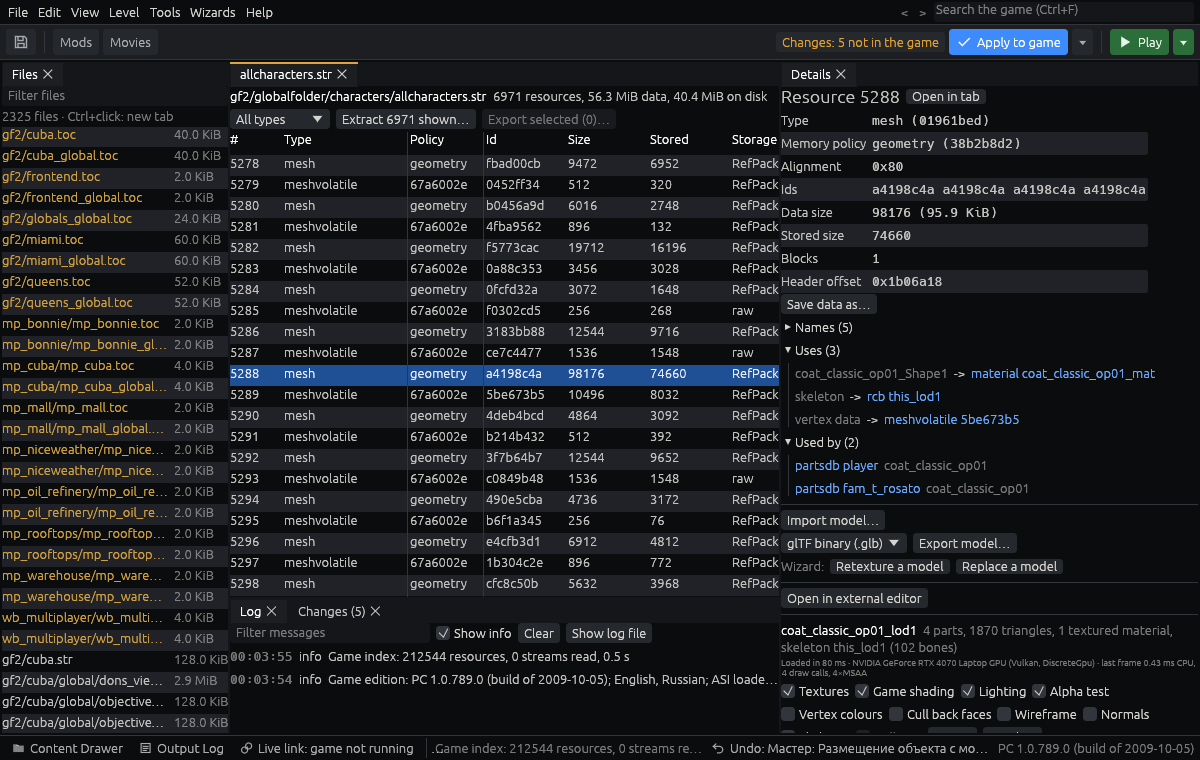 File Edit View Level Tools Wizards Help
< > Search the game (Ctrl+F)
Mods Movies
Changes: 5 not in the game Apply to game Play
Files
Filter files
2325 files · Ctrl+click: new tab
gf2/cuba.toc 40.0 KiB
gf2/cuba_global.toc 40.0 KiB
gf2/frontend.toc 2.0 KiB
gf2/frontend_global.toc 2.0 KiB
gf2/globals_global.toc 24.0 KiB
gf2/miami.toc 60.0 KiB
gf2/miami_global.toc 60.0 KiB
gf2/queens.toc 52.0 KiB
gf2/queens_global.toc 52.0 KiB
mp_bonnie/mp_bonnie.toc 2.0 KiB
mp_bonnie/mp_bonnie_gl... 2.0 KiB
mp_cuba/mp_cuba.toc 4.0 KiB
mp_cuba/mp_cuba_global... 4.0 KiB
mp_mall/mp_mall.toc 2.0 KiB
mp_mall/mp_mall_global.... 2.0 KiB
mp_niceweather/mp_nice... 4.0 KiB
mp_niceweather/mp_nice... 4.0 KiB
mp_oil_refinery/mp_oil_re... 2.0 KiB
mp_oil_refinery/mp_oil_re... 2.0 KiB
mp_rooftops/mp_rooftop... 2.0 KiB
mp_rooftops/mp_rooftop... 2.0 KiB
mp_warehouse/mp_ware... 2.0 KiB
mp_warehouse/mp_ware... 2.0 KiB
wb_multiplayer/wb_multi... 4.0 KiB
wb_multiplayer/wb_multi... 4.0 KiB
gf2/cuba.str 128.0 KiB
gf2/cuba/global/dons_vie... 2.9 MiB
gf2/cuba/global/objective... 128.0 KiB
gf2/cuba/global/objective... 128.0 KiB
allcharacters.str
gf2/globalfolder/characters/allcharacters.str 6971 resources, 56.3 MiB data, 40.4 MiB on disk
All types Extract 6971 shown... Export selected (0)...
# Type Policy Id Size Stored Storage
5278 mesh geometry fbad00cb 9472 6952 RefPack
5279 meshvolatile 67a6002e 0452ff34 512 320 RefPack
5280 mesh geometry b0456a9d 6016 2748 RefPack
5281 meshvolatile 67a6002e 4fba9562 896 132 RefPack
5282 mesh geometry f5773cac 19712 16196 RefPack
5283 meshvolatile 67a6002e 0a88c353 3456 3028 RefPack
5284 mesh geometry 0fcfd32a 3072 1648 RefPack
5285 meshvolatile 67a6002e f0302cd5 256 268 raw
5286 mesh geometry 3183bb88 12544 9716 RefPack
5287 meshvolatile 67a6002e ce7c4477 1536 1548 raw
5288 mesh geometry a4198c4a 98176 74660 RefPack
5289 meshvolatile 67a6002e 5be673b5 10496 8032 RefPack
5290 mesh geometry 4deb4bcd 4864 3092 RefPack
5291 meshvolatile 67a6002e b214b432 512 392 RefPack
5292 mesh geometry 3f7b64b7 12544 9652 RefPack
5293 meshvolatile 67a6002e c0849b48 1536 1548 raw
5294 mesh geometry 490e5cba 4736 3172 RefPack
5295 meshvolatile 67a6002e b6f1a345 256 76 RefPack
5296 mesh geometry e4cfb3d1 6912 4812 RefPack
5297 meshvolatile 67a6002e 1b304c2e 896 772 RefPack
5298 mesh geometry cfc8c50b 5632 3968 RefPack
Log Changes (5)
Filter messages Show info Clear Show log file
00:03:55 info Game index: 212544 resources, 0 streams read, 0.5 s
00:03:54 info Game edition: PC 1.0.789.0 (build of 2009-10-05); English, Russian; ASI loade...
Details
Resource 5288 Open in tab
Type mesh (01961bed)
Memory policy geometry (38b2b8d2)
Alignment 0x80
Ids a4198c4a a4198c4a a4198c4a a4198c4a
Data size 98176 (95.9 KiB)
Stored size 74660
Blocks 1
Header offset 0x1b06a18
Save data as...
Names (5)
Uses (3)
coat_classic_op01_Shape1 -> material coat_classic_op01_mat
skeleton -> rcb this_lod1
vertex data -> meshvolatile 5be673b5
Used by (2)
partsdb player coat_classic_op01
partsdb fam_t_rosato coat_classic_op01
Import model...
glTF binary (.glb) Export model...
Wizard: Retexture a model Replace a model
Open in external editor
coat_classic_op01_lod1 4 parts, 1870 triangles, 1 textured material,
skeleton this_lod1 (102 bones)
Loaded in 80 ms · NVIDIA GeForce RTX 4070 Laptop GPU (Vulkan, DiscreteGpu) · last frame 0.43 ms CPU,
4 draw calls, 4×MSAA
Textures Game shading Lighting Alpha test
Vertex colours Cull back faces Wireframe Normals
Content Drawer Output Log Live link: game not running .Game index: 212544 resources, 0 streams re... Undo: Мастер: Размещение объекта с мо... PC 1.0.789.0 (build of 2009-10-05)